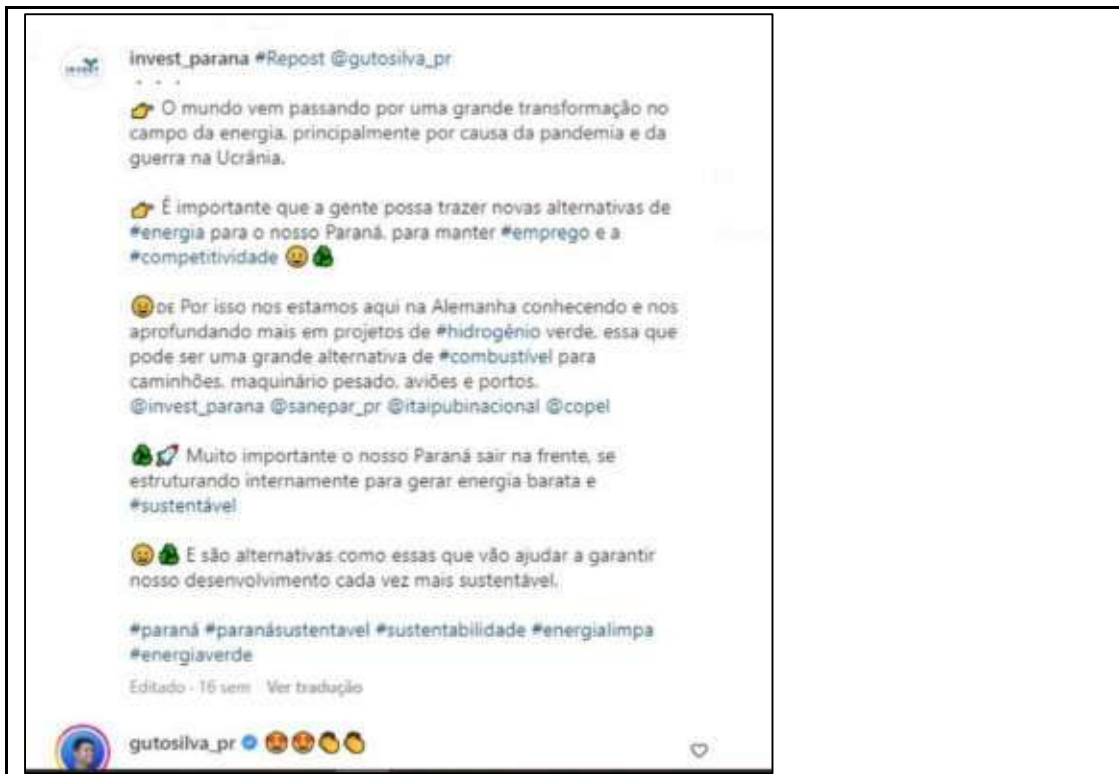 invest_parana #Repost @gutosilva_pr
. . .
👉 O mundo vem passando por uma grande transformação no
campo da energia, principalmente por causa da pandemia e da
guerra na Ucrânia.
👉 É importante que a gente possa trazer novas alternativas de
#energia para o nosso Paraná, para manter #emprego e a
#competitividade
DE Por isso nos estamos aqui na Alemanha conhecendo e nos
aprofundando mais em projetos de #hidrogênio verde, essa que
pode ser uma grande alternativa de #combustível para
caminhões, maquinário pesado, aviões e portos.
@invest_parana @sanepar_pr @itaipubinacional @copel
🚀 Muito importante o nosso Paraná sair na frente, se
estruturando internamente para gerar energia barata e
#sustentável
E são alternativas como essas que vão ajudar a garantir
nosso desenvolvimento cada vez mais sustentável.
#paraná #paranásustentavel #sustentabilidade #energialimpa
#energiaverde
Editado · 16 sem Ver tradução
gutosilva_pr